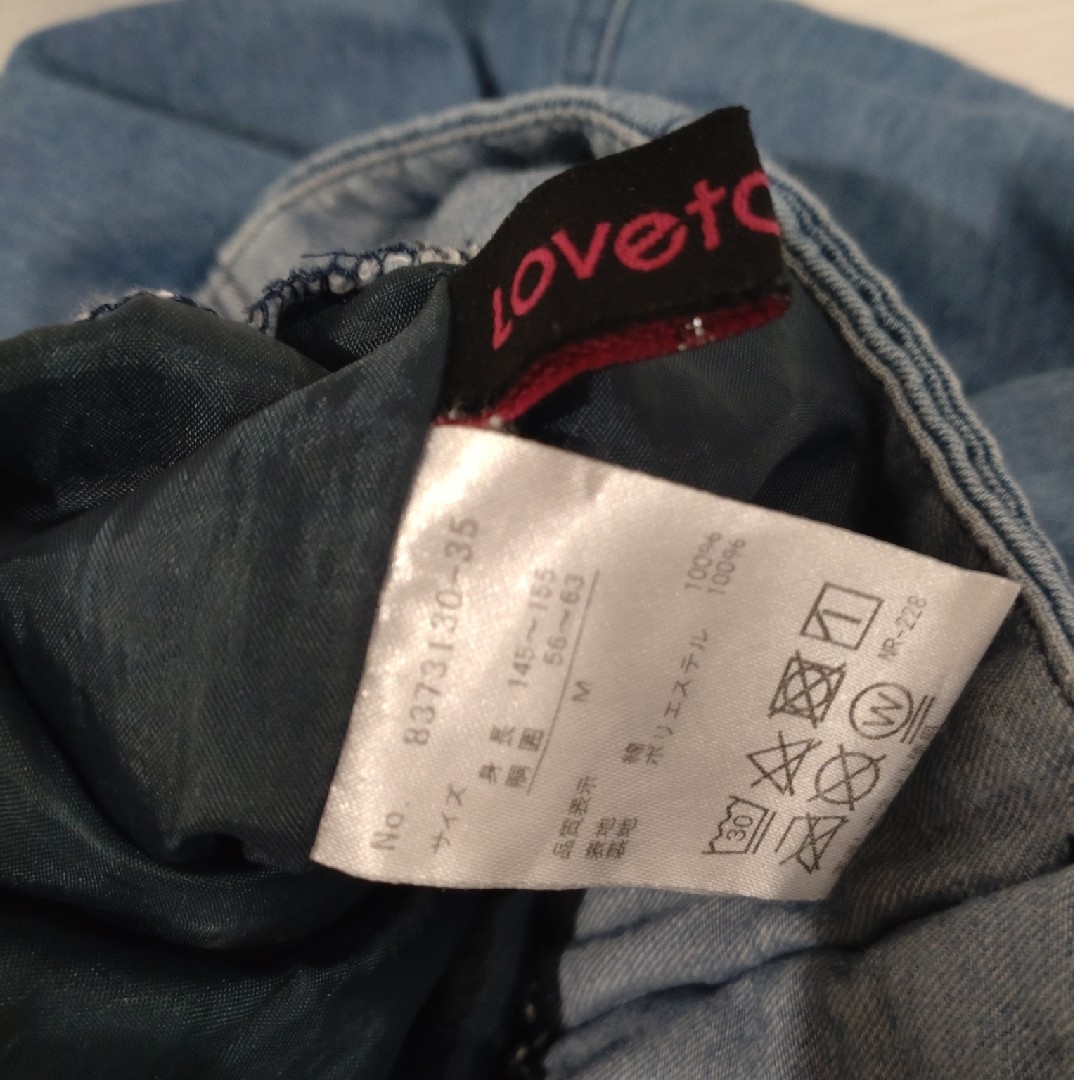 Loveto
No. 8373130-35
サイズ
身長 145～155
胴囲 56～63
M
品質表示
表地 綿 100%
裏地 ポリエステル 100%
30
W
NR-228